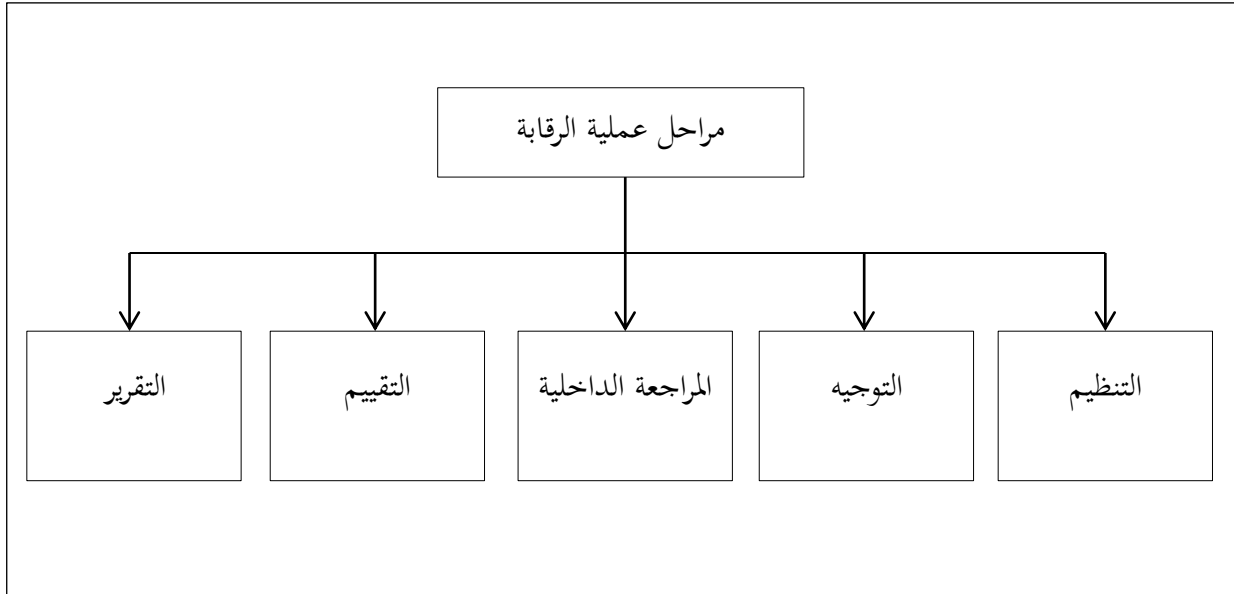 مراحل عملية الرقابة
التنظيم
التوجيه
المراجعة الداخلية
التقييم
التقرير